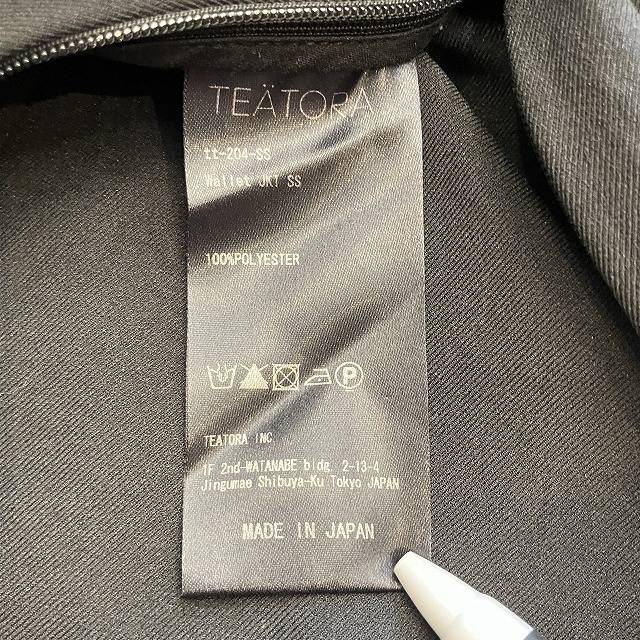 TEÄTORA
tt-204-SS
Wallet JKT SS
100%POLYESTER
TEATORA INC
1F 2nd-WATANABE bldg. 2-13-4
Jingumae Shibuya-Ku Tokyo JAPAN
MADE IN JAPAN